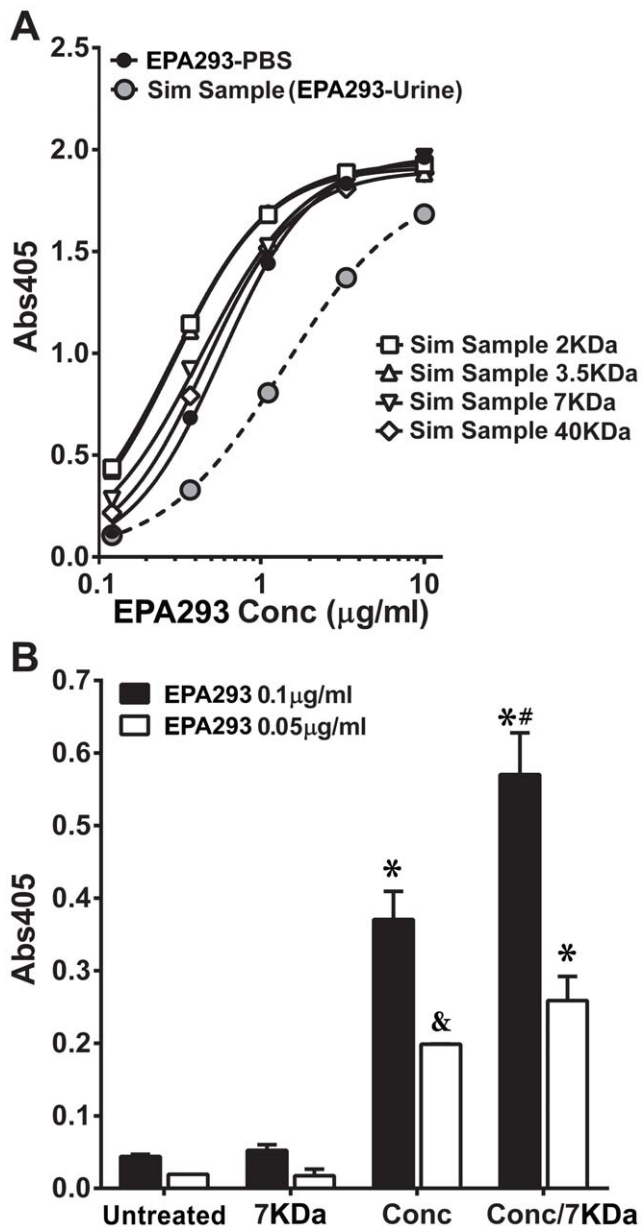 A
2.5
EPA293-PBS
Sim Sample (EPA293-Urine)
2.0
1.5
Abs405
1.0
Sim Sample 2KDa
Sim Sample 3.5KDa
Sim Sample 7KDa
Sim Sample 40KDa
0.5
0.0
0.1 1 10
EPA293 Conc (μg/ml)
B
0.7
EPA293 0.1μg/ml
EPA293 0.05μg/ml
*#
0.6
0.5
*
0.4
Abs405
0.3
*
&
0.2
0.1
0.0
Untreated 7KDa Conc Conc/7KDa